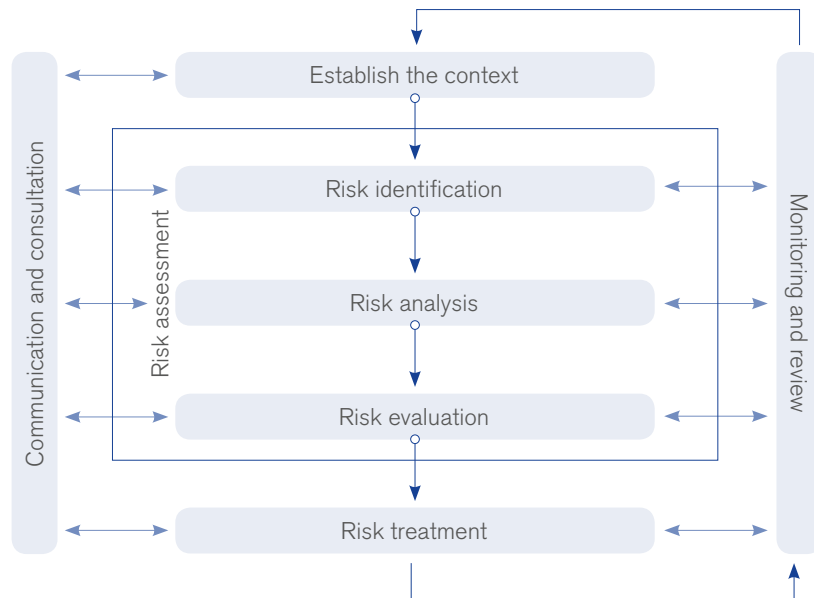 Establish the context
Communication and consultation
Risk assessment
Risk identification
Risk analysis
Risk evaluation
Risk treatment
Monitoring and review